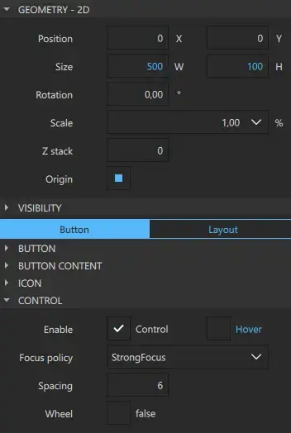 GEOMETRY - 2D
Position 0 X 0 Y
Size 500 W 100 H
Rotation 0,00 °
Scale 1,00 %
Z stack 0
Origin
VISIBILITY
Button Layout
BUTTON
BUTTON CONTENT
ICON
CONTROL
Enable Control Hover
Focus policy StrongFocus
Spacing 6
Wheel false